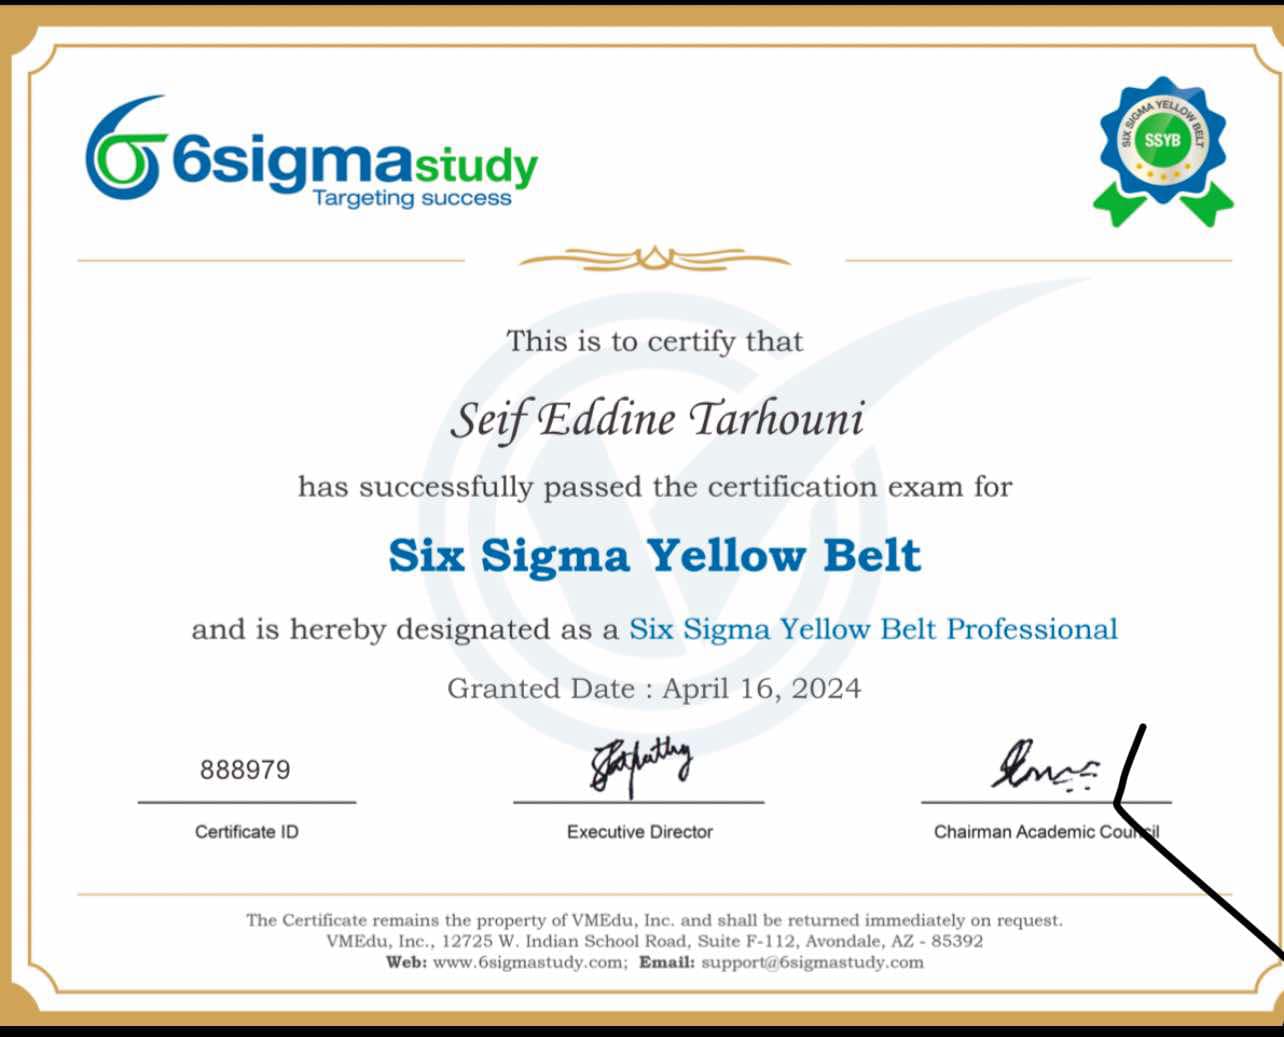 6sigmastudy
Targeting success
SIX SIGMA YELLOW BELT
SSYB
This is to certify that
Seif Eddine Tarhouni
has successfully passed the certification exam for
Six Sigma Yellow Belt
and is hereby designated as a Six Sigma Yellow Belt Professional
Granted Date : April 16, 2024
888979
Certificate ID
Executive Director
Chairman Academic Council
The Certificate remains the property of VMEdu, Inc. and shall be returned immediately on request.
VMEdu, Inc., 12725 W. Indian School Road, Suite F-112, Avondale, AZ - 85392
Web: www.6sigmastudy.com; Email: support@6sigmastudy.com